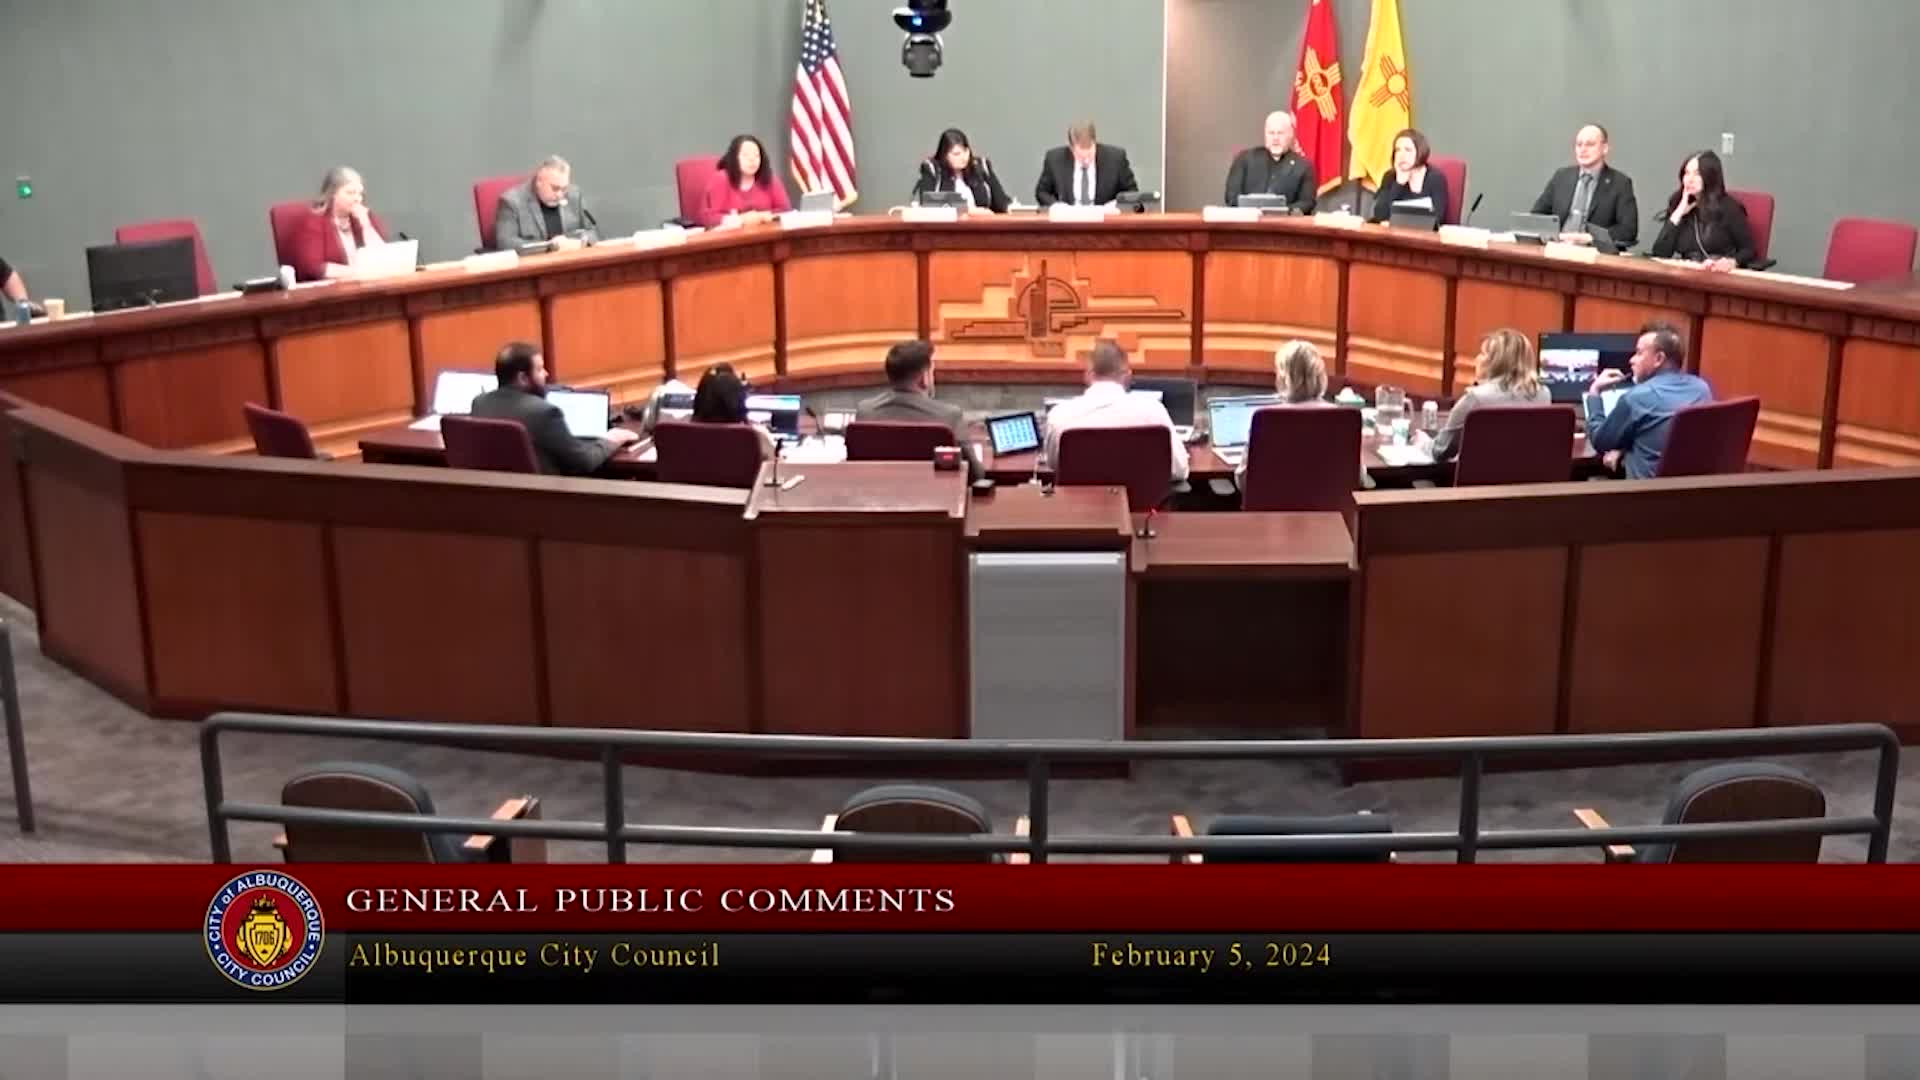 GENERAL PUBLIC COMMENTS
Albuquerque City Council
February 5, 2024
CITY of ALBUQUERQUE
1706
CITY COUNCIL